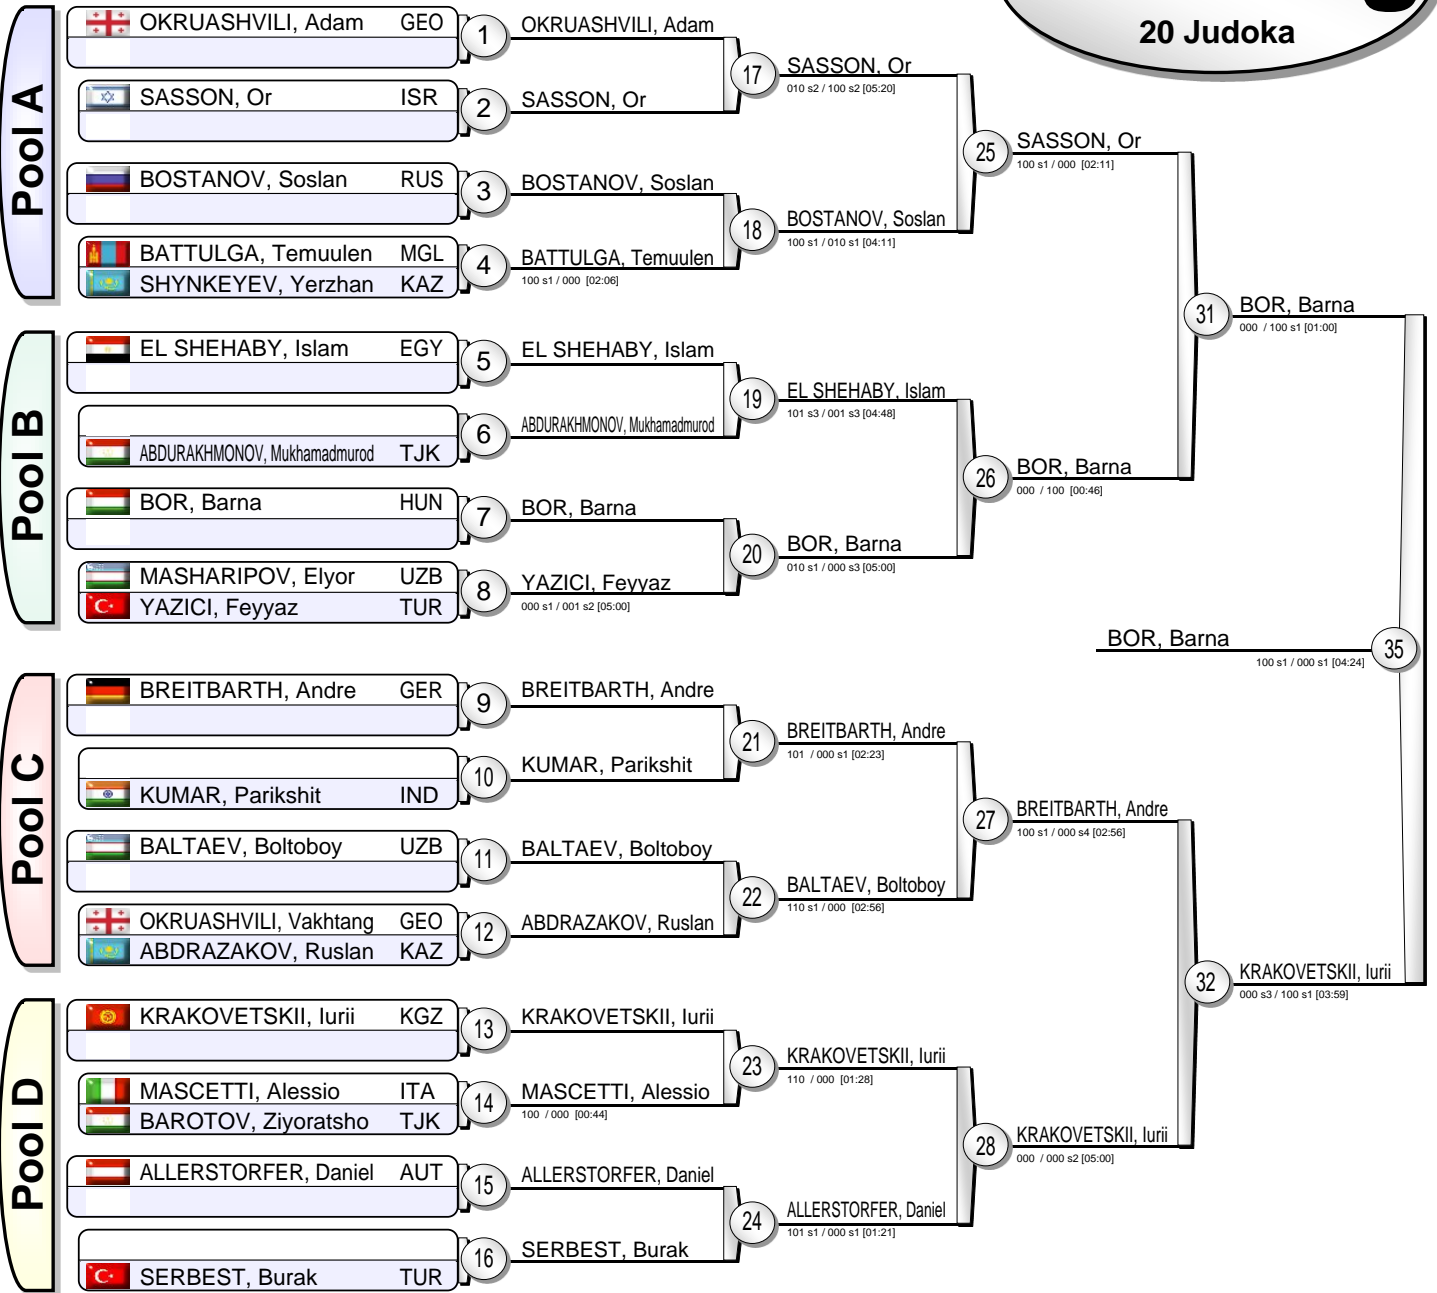 20 Judoka
Pool A
OKRUASHVILI, Adam GEO
1
OKRUASHVILI, Adam
SASSON, Or ISR
2
SASSON, Or
17
SASSON, Or
010 s2 / 100 s2 [05:20]
BOSTANOV, Soslan RUS
3
BOSTANOV, Soslan
BATTULGA, Temuulen MGL
SHYNKEYEV, Yerzhan KAZ
4
BATTULGA, Temuulen
100 s1 / 000 [02:06]
18
BOSTANOV, Soslan
100 s1 / 010 s1 [04:11]
25
SASSON, Or
100 s1 / 000 [02:11]
Pool B
EL SHEHABY, Islam EGY
5
EL SHEHABY, Islam
ABDURAKHMONOV, Mukhamadmurod TJK
6
ABDURAKHMONOV, Mukhamadmurod
19
EL SHEHABY, Islam
101 s3 / 001 s3 [04:48]
BOR, Barna HUN
7
BOR, Barna
MASHARIPOV, Elyor UZB
YAZICI, Feyyaz TUR
8
YAZICI, Feyyaz
000 s1 / 001 s2 [05:00]
20
BOR, Barna
010 s1 / 000 s3 [05:00]
26
BOR, Barna
000 / 100 [00:46]
31
BOR, Barna
000 / 100 s1 [01:00]
BOR, Barna
100 s1 / 000 s1 [04:24]
35
Pool C
BREITBARTH, Andre GER
9
BREITBARTH, Andre
KUMAR, Parikshit IND
10
KUMAR, Parikshit
21
BREITBARTH, Andre
101 / 000 s1 [02:23]
BALTAEV, Boltoboy UZB
11
BALTAEV, Boltoboy
OKRUASHVILI, Vakhtang GEO
ABDRAZAKOV, Ruslan KAZ
12
ABDRAZAKOV, Ruslan
22
BALTAEV, Boltoboy
110 s1 / 000 [02:56]
27
BREITBARTH, Andre
100 s1 / 000 s4 [02:56]
Pool D
KRAKOVETSKII, Iurii KGZ
13
KRAKOVETSKII, Iurii
MASCETTI, Alessio ITA
BAROTOV, Ziyoratsho TJK
14
MASCETTI, Alessio
100 / 000 [00:44]
23
KRAKOVETSKII, Iurii
110 / 000 [01:28]
ALLERSTORFER, Daniel AUT
15
ALLERSTORFER, Daniel
SERBEST, Burak TUR
16
SERBEST, Burak
24
ALLERSTORFER, Daniel
101 s1 / 000 s1 [01:21]
28
KRAKOVETSKII, Iurii
000 / 000 s2 [05:00]
32
KRAKOVETSKII, Iurii
000 s3 / 100 s1 [03:59]